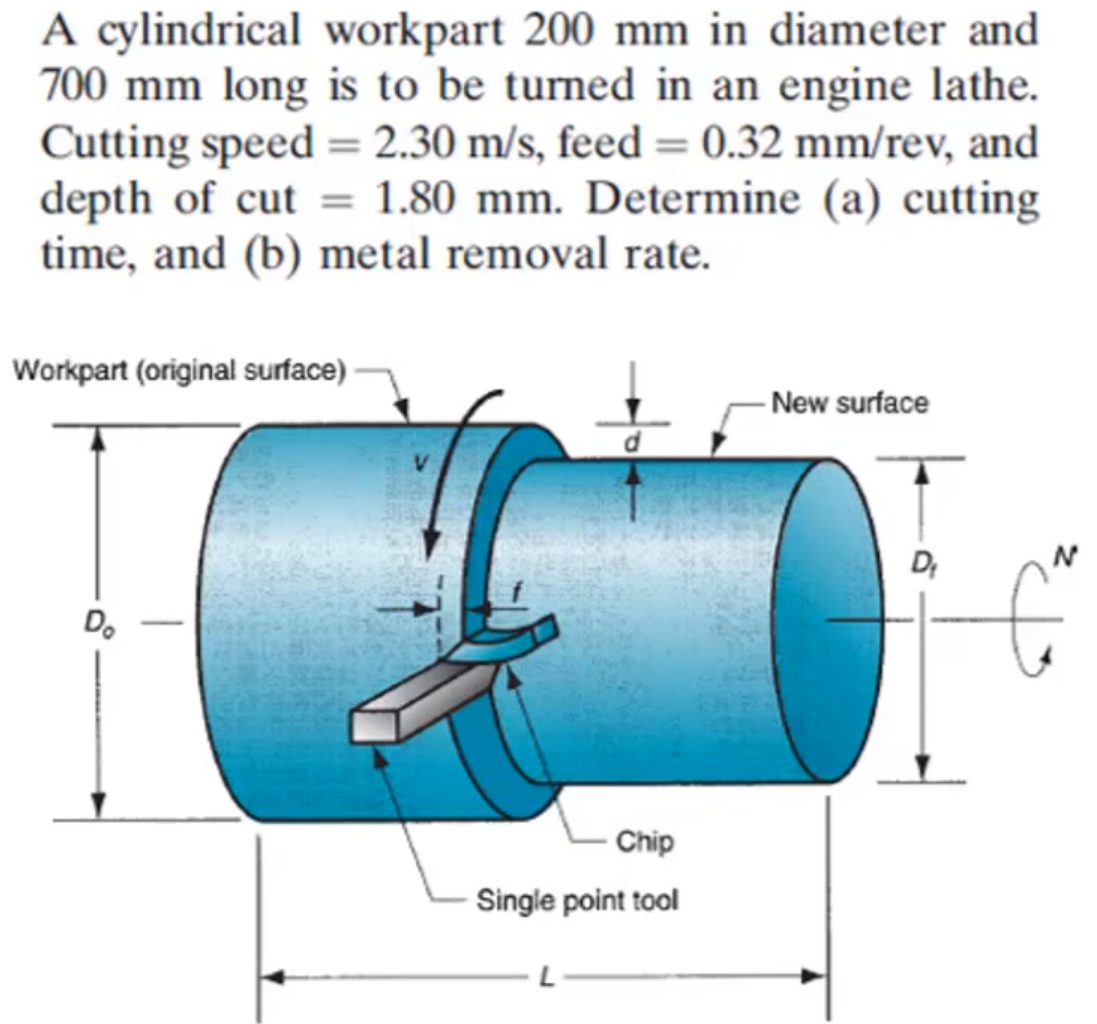 A cylindrical workpart 200 mm in diameter and
700 mm long is to be turned in an engine lathe.
Cutting speed = 2.30 m/s, feed = 0.32 mm/rev, and
depth of cut = 1.80 mm. Determine (a) cutting
time, and (b) metal removal rate.
Workpart (original surface)
New surface
d
v
f
Dₒ
D_f
N
Chip
Single point tool
L